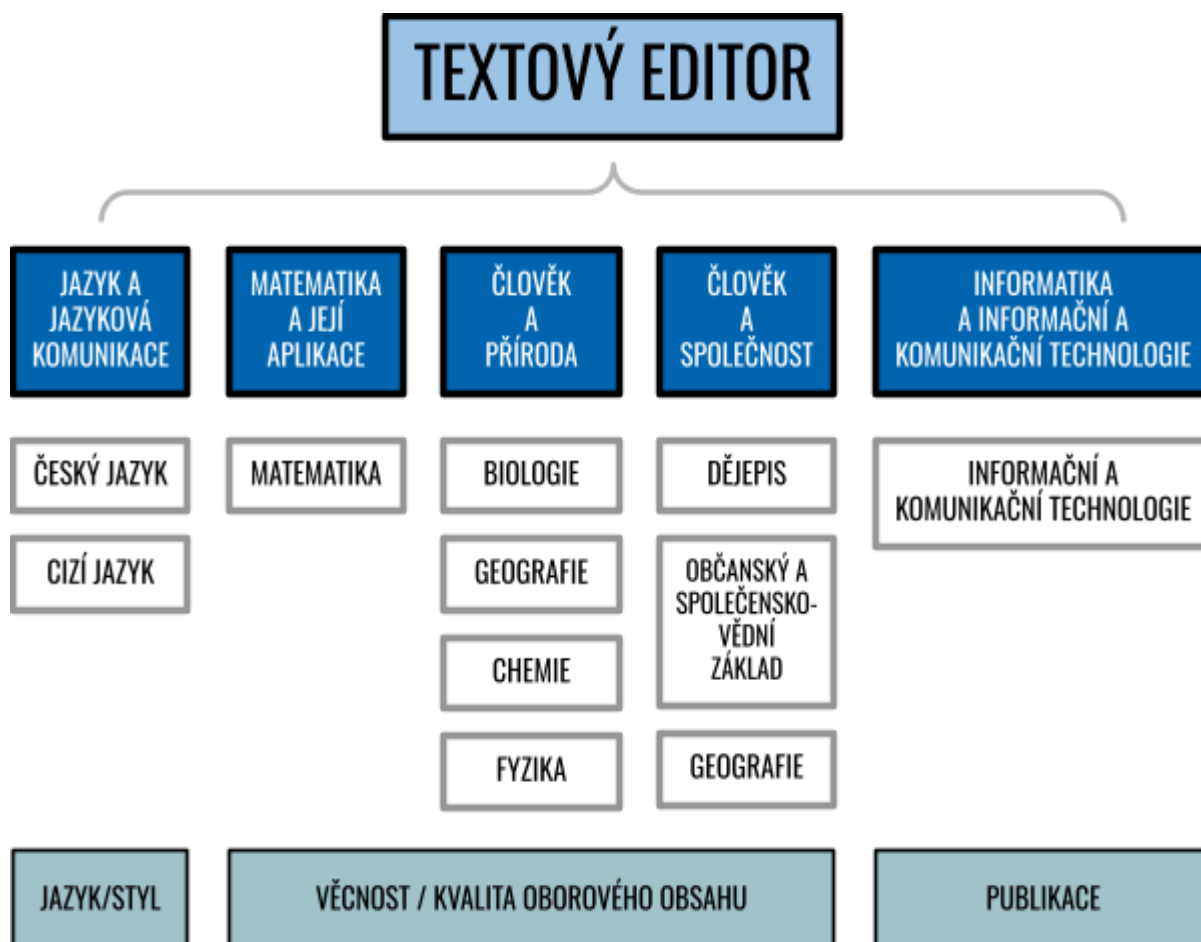 TEXTOVÝ EDITOR
JAZYK A
JAZYKOVÁ
KOMUNIKACE
MATEMATIKA
A JEJÍ
APLIKACE
ČLOVĚK
A
PŘÍRODA
ČLOVĚK
A
SPOLEČNOST
INFORMATIKA
A INFORMAČNÍ A
KOMUNIKAČNÍ TECHNOLOGIE
ČESKÝ JAZYK
CIZÍ JAZYK
MATEMATIKA
BIOLOGIE
GEOGRAFIE
CHEMIE
FYZIKA
DĚJEPIS
OBČANSKÝ A
SPOLEČENSKO-
VĚDNÍ
ZÁKLAD
GEOGRAFIE
INFORMAČNÍ A
KOMUNIKAČNÍ TECHNOLOGIE
JAZYK/STYL
VĚCNOST / KVALITA OBOROVÉHO OBSAHU
PUBLIKACE